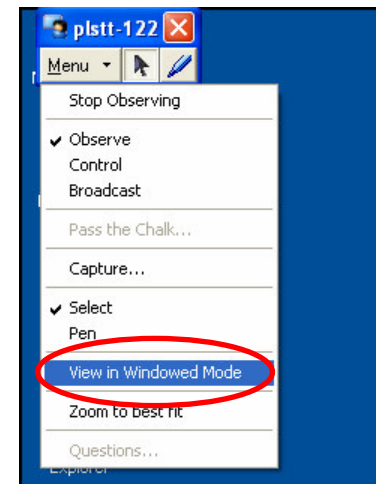 plstt-122
Menu
Stop Observing
Observe
Control
Broadcast
Pass the Chalk...
Capture...
Select
Pen
View in Windowed Mode
Zoom to best fit
Questions...
Explorer